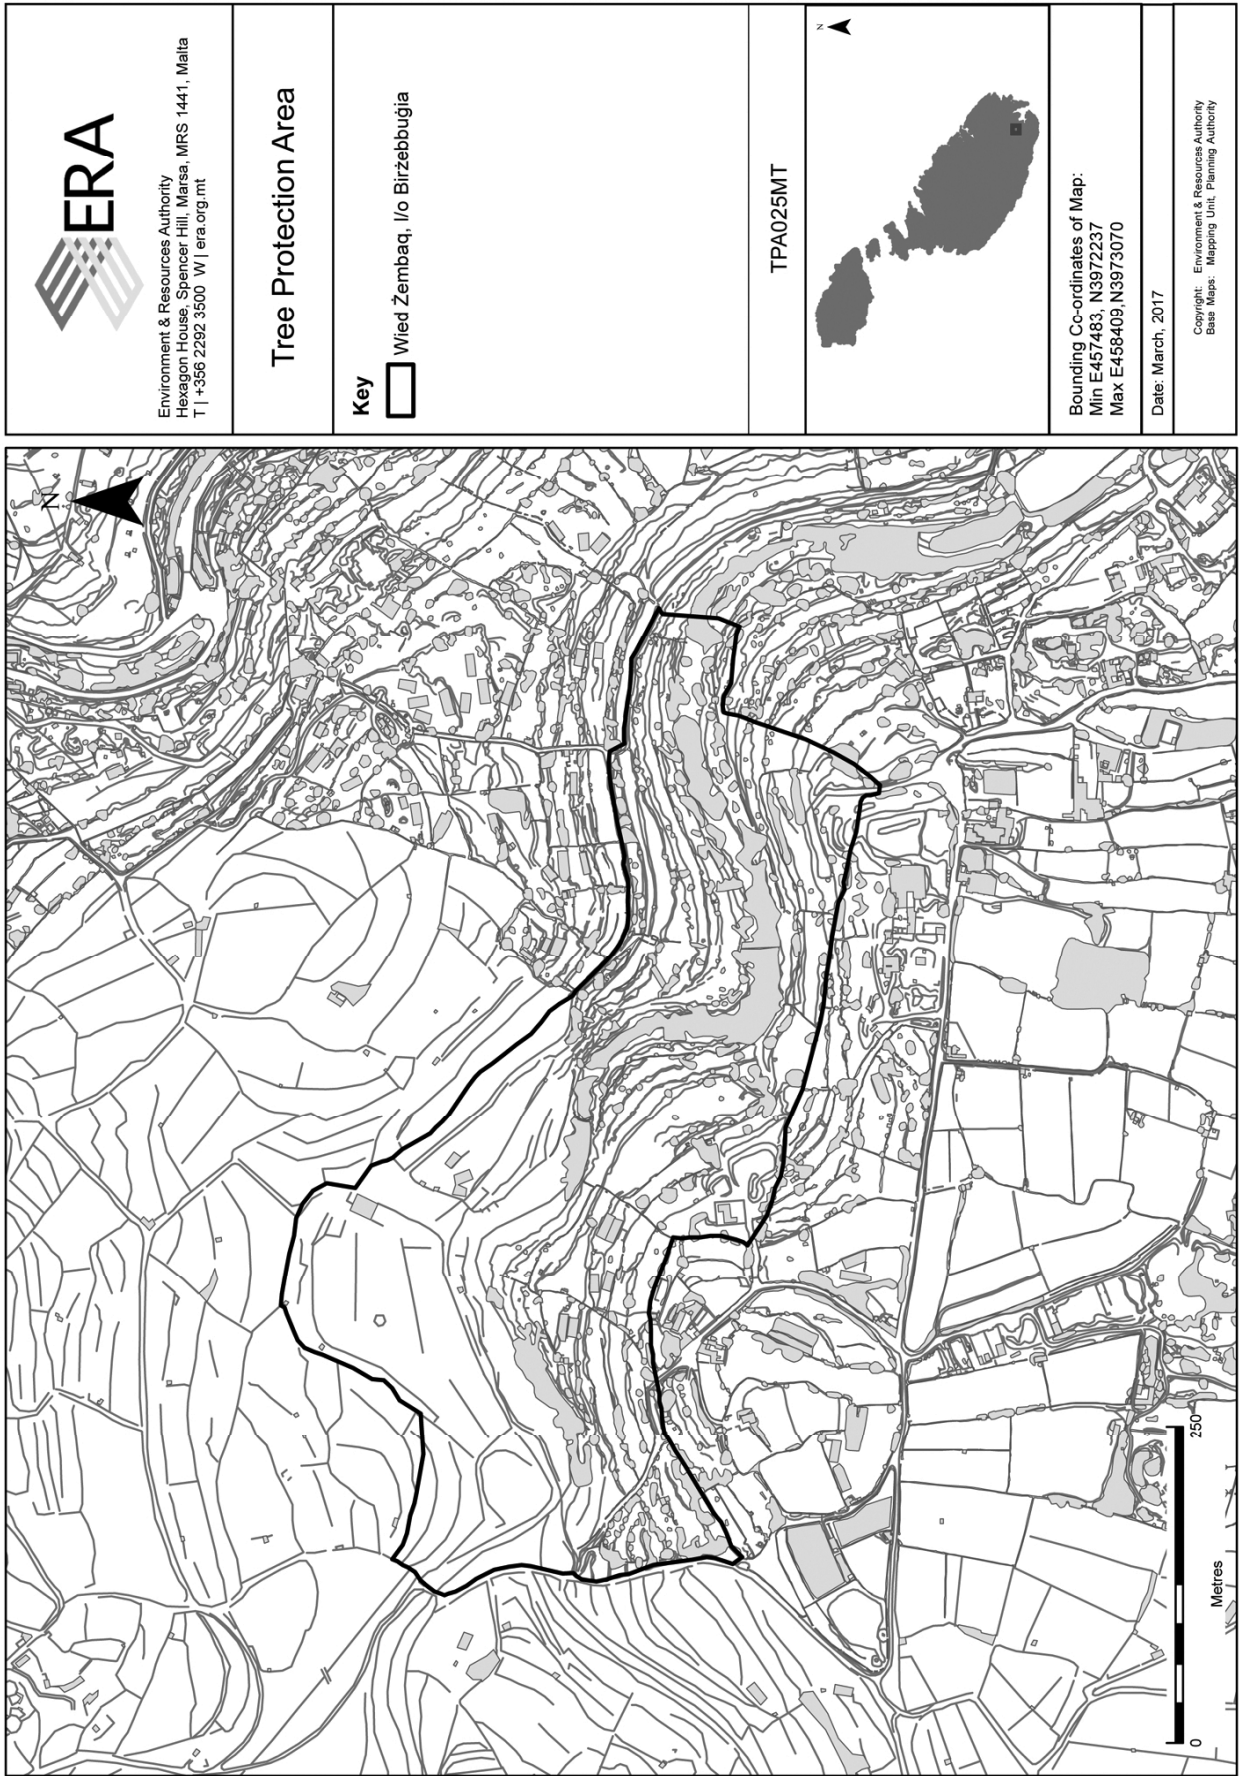 ERA
Environment & Resources Authority
Hexagon House, Spencer Hill, Marsa, MRS 1441, Malta
T | +356 2292 3500 W | era.org.mt
Tree Protection Area
Key
Wied Żembaq, l/o Birżebbuġia
TPA025MT
N
Bounding Co-ordinates of Map:
Min E457483, N3972237
Max E458409,N3973070
Date: March, 2017
Copyright: Environment & Resources Authority
Base Maps: Mapping Unit, Planning Authority
N
0
250
Metres